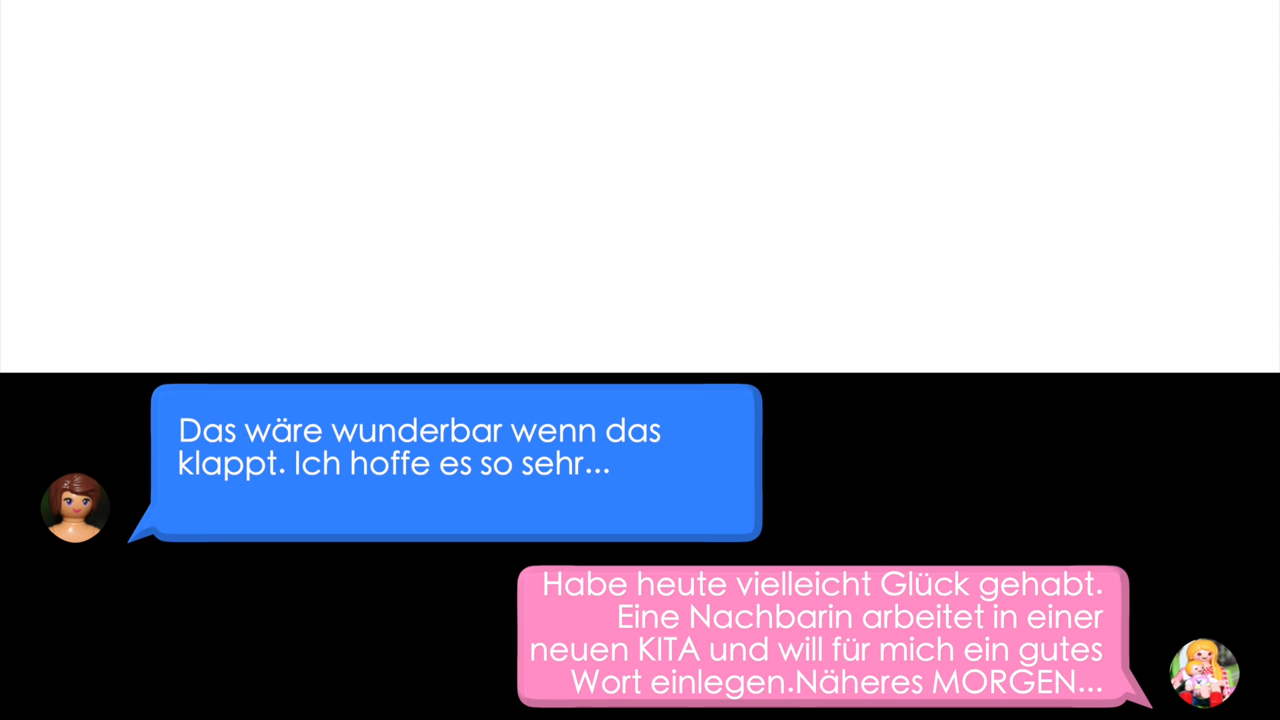 Das wäre wunderbar wenn das
klappt. Ich hoffe es so sehr...
Habe heute vielleicht Glück gehabt.
Eine Nachbarin arbeitet in einer
neuen KITA und will für mich ein gutes
Wort einlegen.Näheres MORGEN...